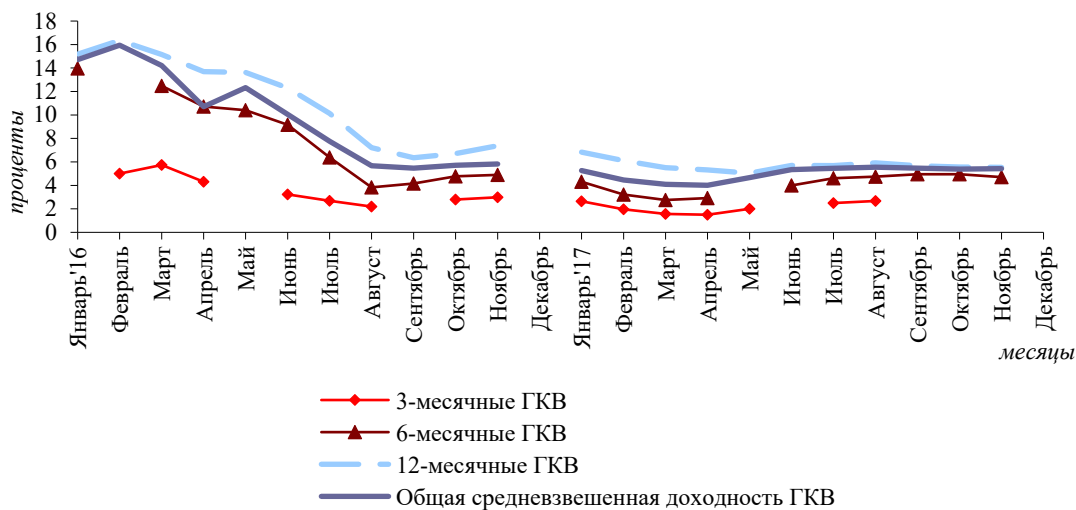 18
16
14
12
10
8
6
4
2
0
проценты
Январь'16
Февраль
Март
Апрель
Май
Июнь
Июль
Август
Сентябрь
Октябрь
Ноябрь
Декабрь
Январь'17
Февраль
Март
Апрель
Май
Июнь
Июль
Август
Сентябрь
Октябрь
Ноябрь
Декабрь
месяцы
3-месячные ГКВ
6-месячные ГКВ
12-месячные ГКВ
Общая средневзвешенная доходность ГКВ